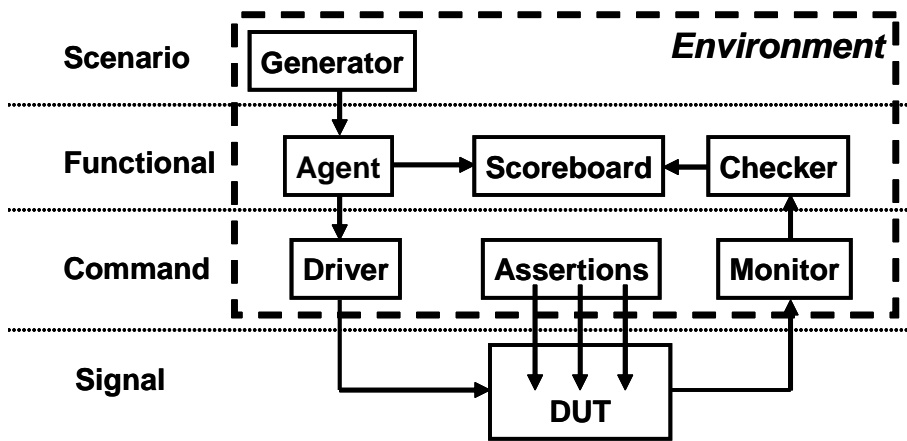 Environment
Scenario
Generator
Functional
Agent
Scoreboard
Checker
Command
Driver
Assertions
Monitor
Signal
DUT